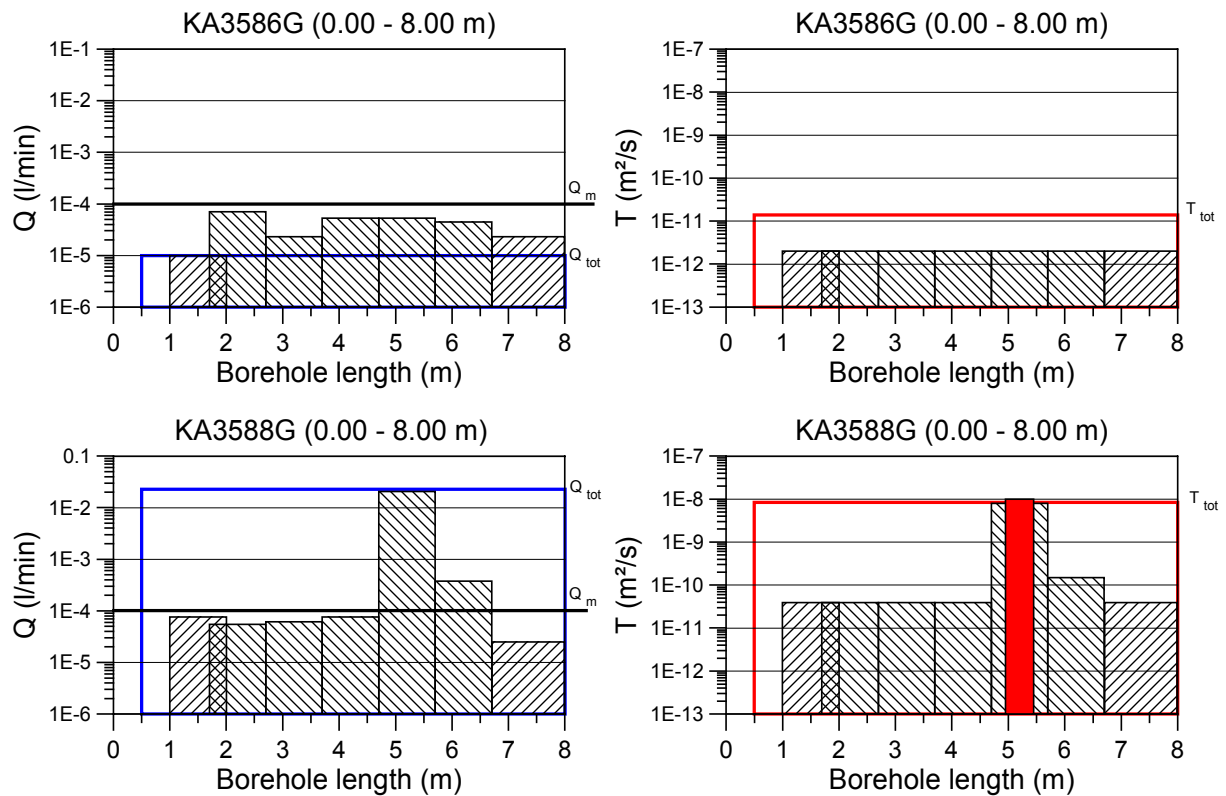 KA3586G (0.00 - 8.00 m)
Q (l/min)
1E-1
1E-2
1E-3
1E-4
1E-5
1E-6
Q m
Q tot
0 1 2 3 4 5 6 7 8
Borehole length (m)
KA3586G (0.00 - 8.00 m)
T (m²/s)
1E-7
1E-8
1E-9
1E-10
1E-11
1E-12
1E-13
T tot
0 1 2 3 4 5 6 7 8
Borehole length (m)
KA3588G (0.00 - 8.00 m)
Q (l/min)
0.1
1E-2
1E-3
1E-4
1E-5
1E-6
Q tot
Q m
0 1 2 3 4 5 6 7 8
Borehole length (m)
KA3588G (0.00 - 8.00 m)
T (m²/s)
1E-7
1E-8
1E-9
1E-10
1E-11
1E-12
1E-13
T tot
0 1 2 3 4 5 6 7 8
Borehole length (m)